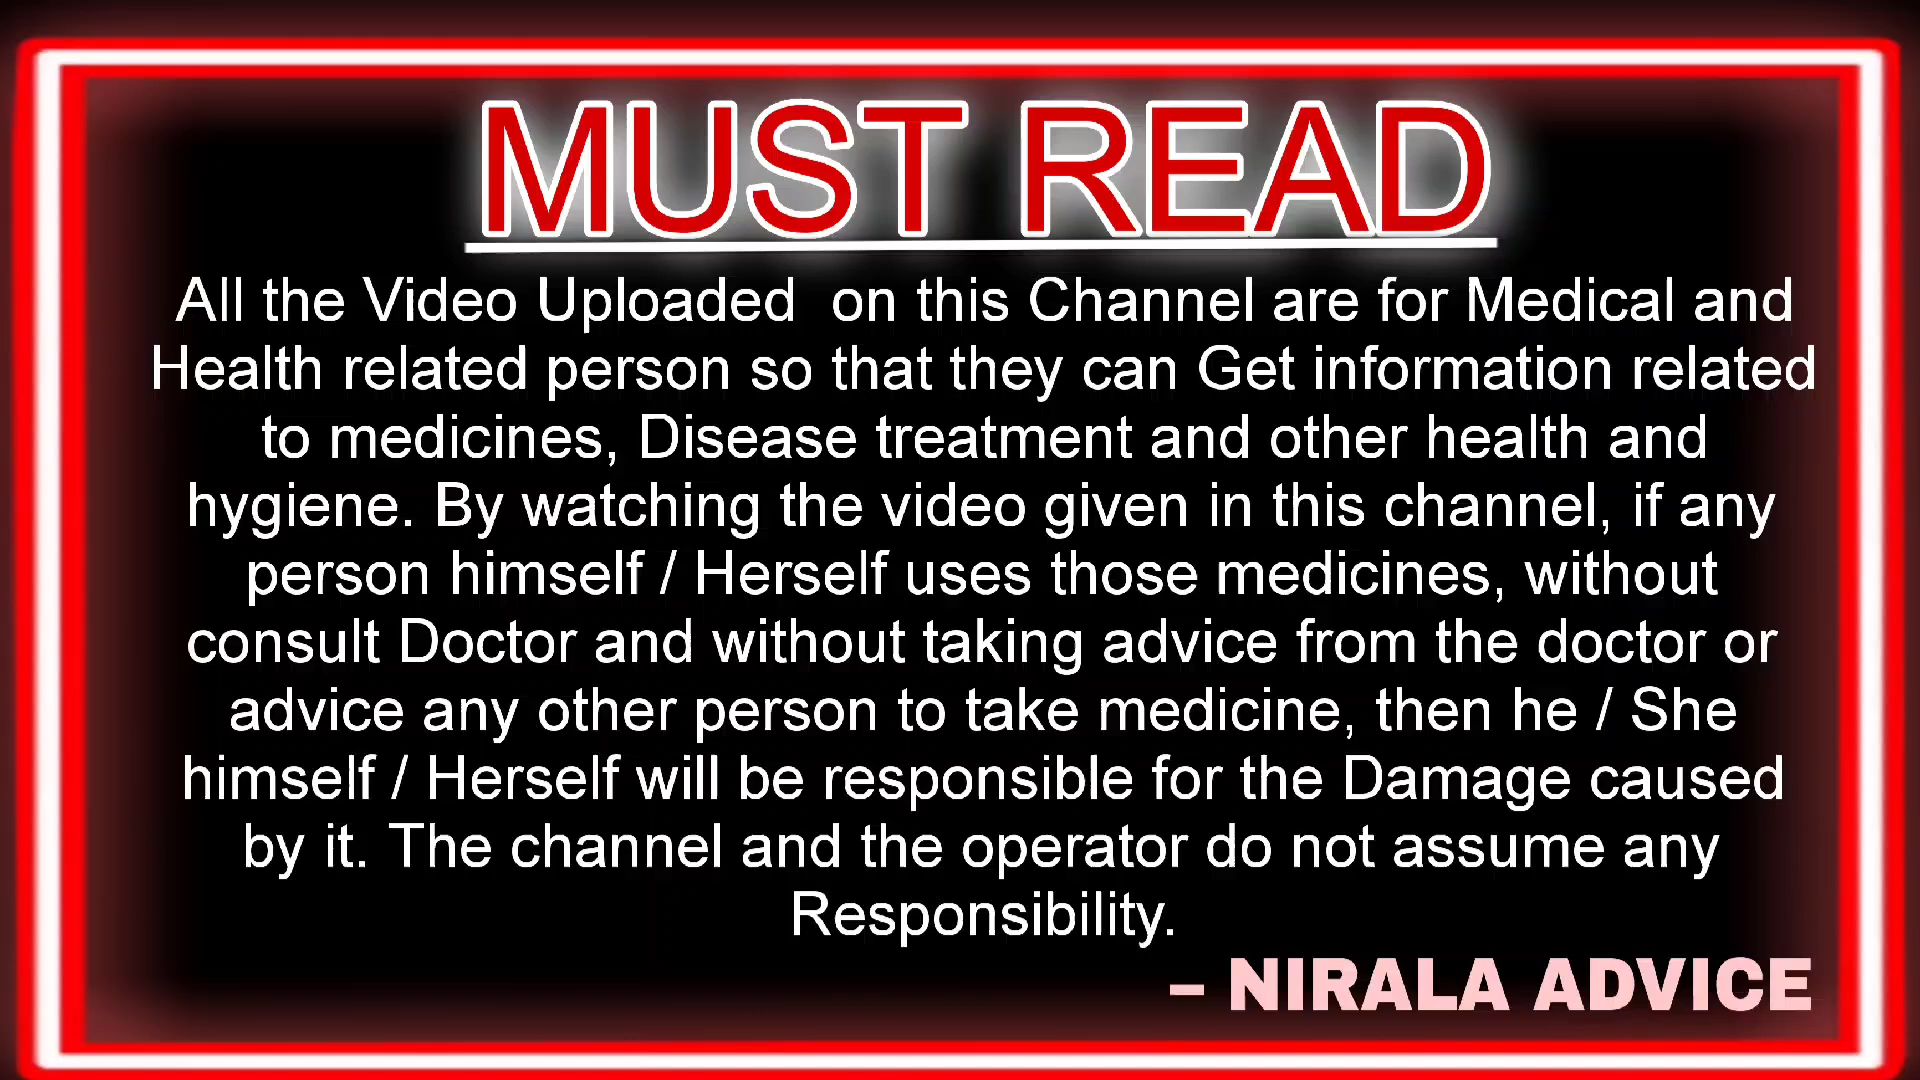 MUST READ
All the Video Uploaded  on this Channel are for Medical and
Health related person so that they can Get information related
to medicines, Disease treatment and other health and
hygiene. By watching the video given in this channel, if any
person himself / Herself uses those medicines, without
consult Doctor and without taking advice from the doctor or
advice any other person to take medicine, then he / She
himself / Herself will be responsible for the Damage caused
by it. The channel and the operator do not assume any
Responsibility.
– NIRALA ADVICE